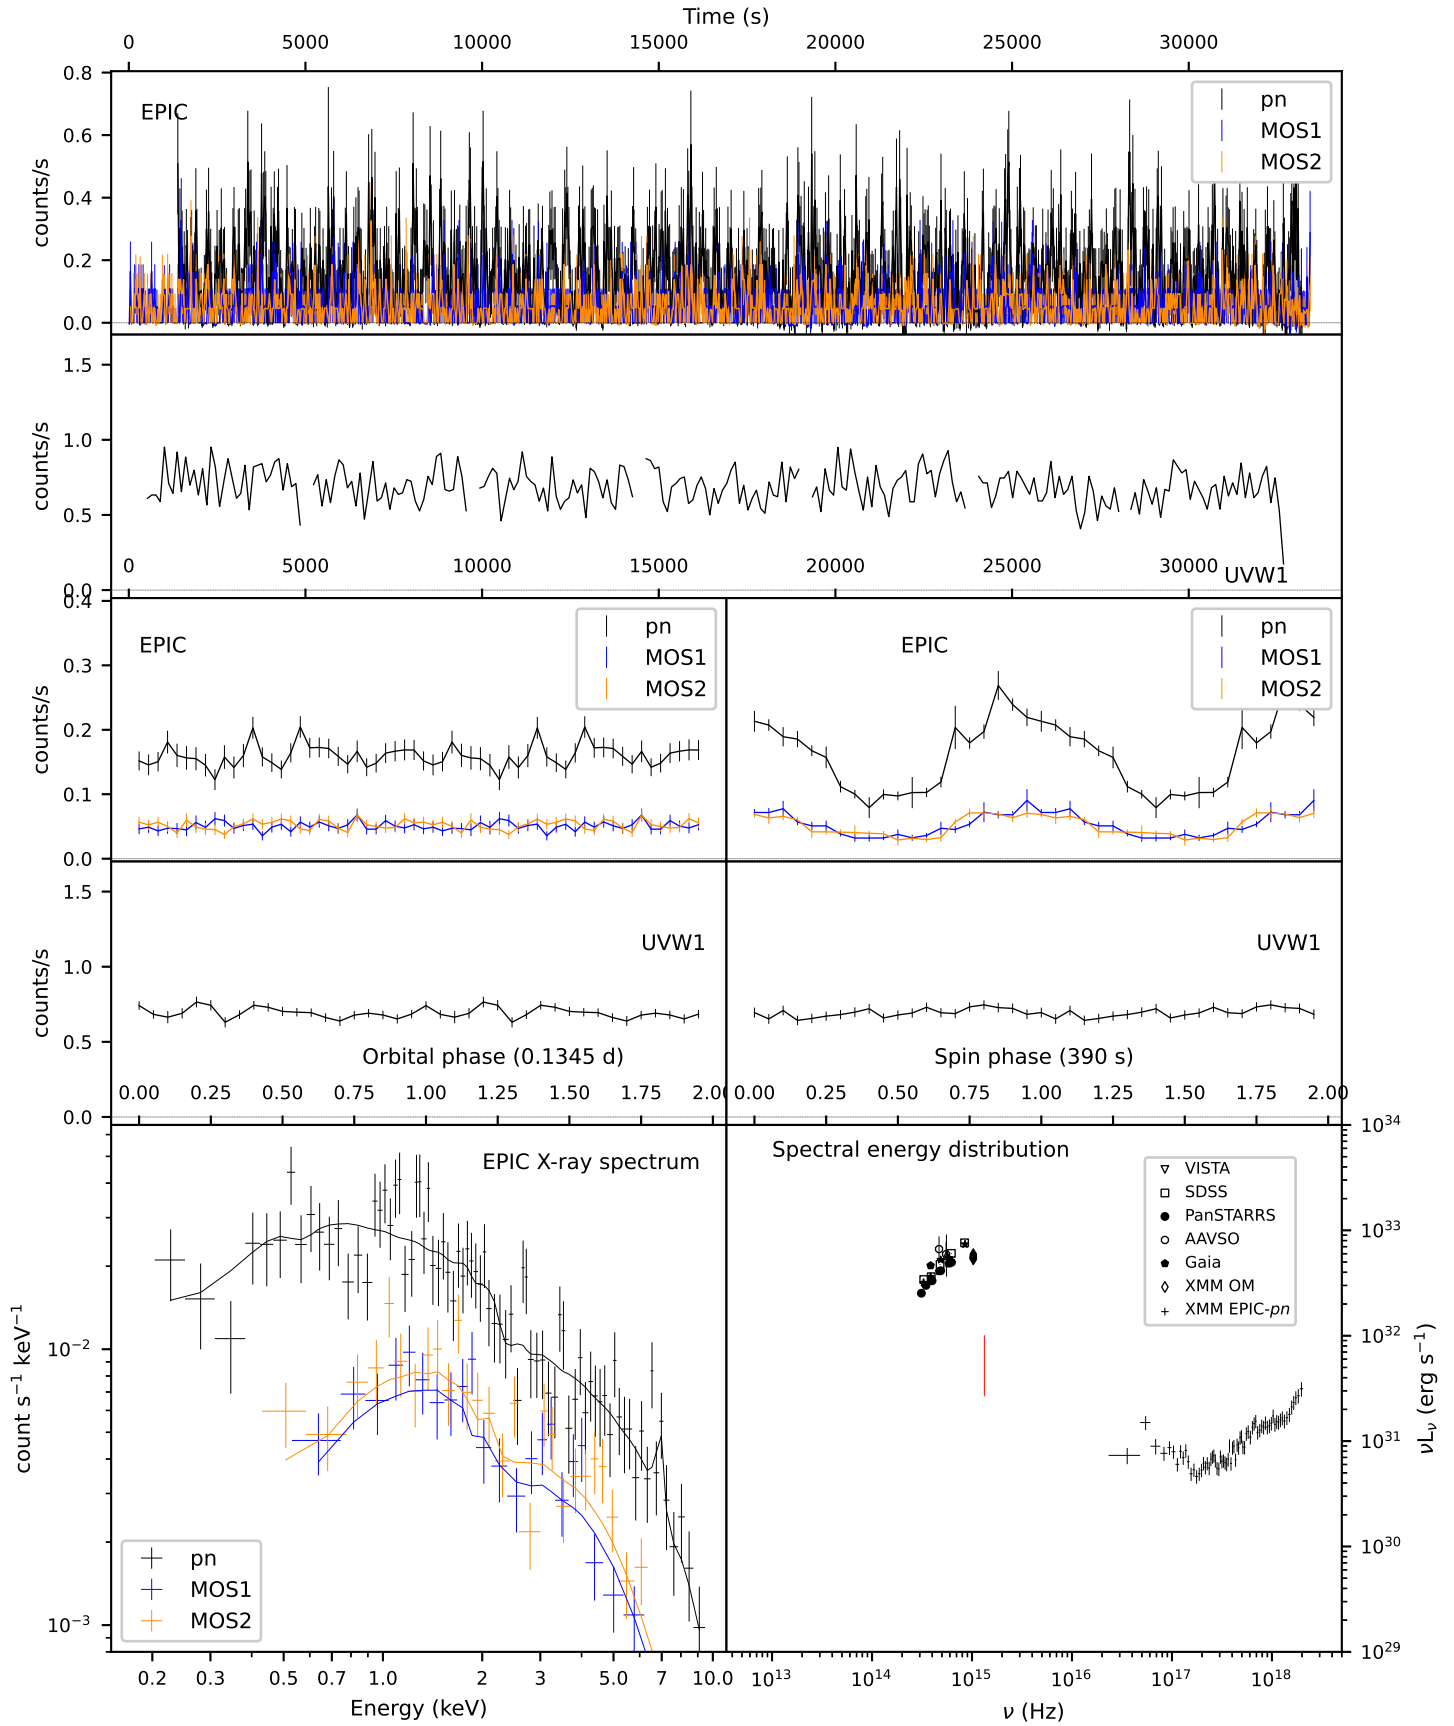 Time (s)
0 5000 10000 15000 20000 25000 30000
0.8
0.6
0.4
0.2
0.0
counts/s
EPIC
pn
MOS1
MOS2
1.5
1.0
0.5
0.0
counts/s
0 5000 10000 15000 20000 25000 30000
UVW1
0.4
0.3
0.2
0.1
0.0
counts/s
EPIC
pn
MOS1
MOS2
EPIC
pn
MOS1
MOS2
1.5
1.0
0.5
0.0
counts/s
UVW1
Orbital phase (0.1345 d)
0.00 0.25 0.50 0.75 1.00 1.25 1.50 1.75 2.00
UVW1
Spin phase (390 s)
0.00 0.25 0.50 0.75 1.00 1.25 1.50 1.75 2.00
EPIC X-ray spectrum
count s⁻¹ keV⁻¹
10⁻²
10⁻³
pn
MOS1
MOS2
0.2 0.3 0.5 0.7 1.0 2 3 5.0 7 10.0
Energy (keV)
Spectral energy distribution
VISTA
SDSS
PanSTARRS
AAVSO
Gaia
XMM OM
XMM EPIC-pn
10³⁴
10³³
10³²
10³¹
10³⁰
10²⁹
νLν (erg s⁻¹)
10¹³ 10¹⁴ 10¹⁵ 10¹⁶ 10¹⁷ 10¹⁸
ν (Hz)